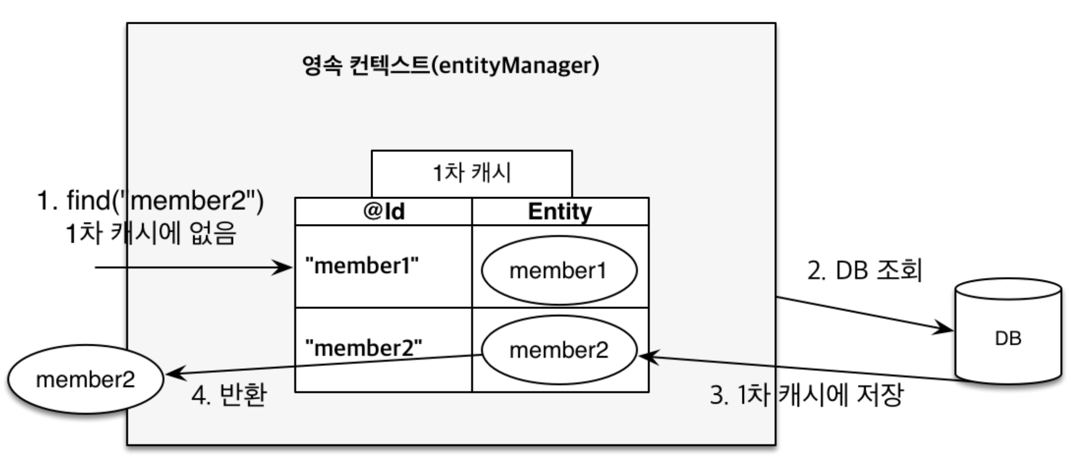 영속 컨텍스트(entityManager)
1차 캐시
1. find("member2")
1차 캐시에 없음
@Id
Entity
"member1"
member1
2. DB 조회
DB
"member2"
member2
member2
4. 반환
3. 1차 캐시에 저장